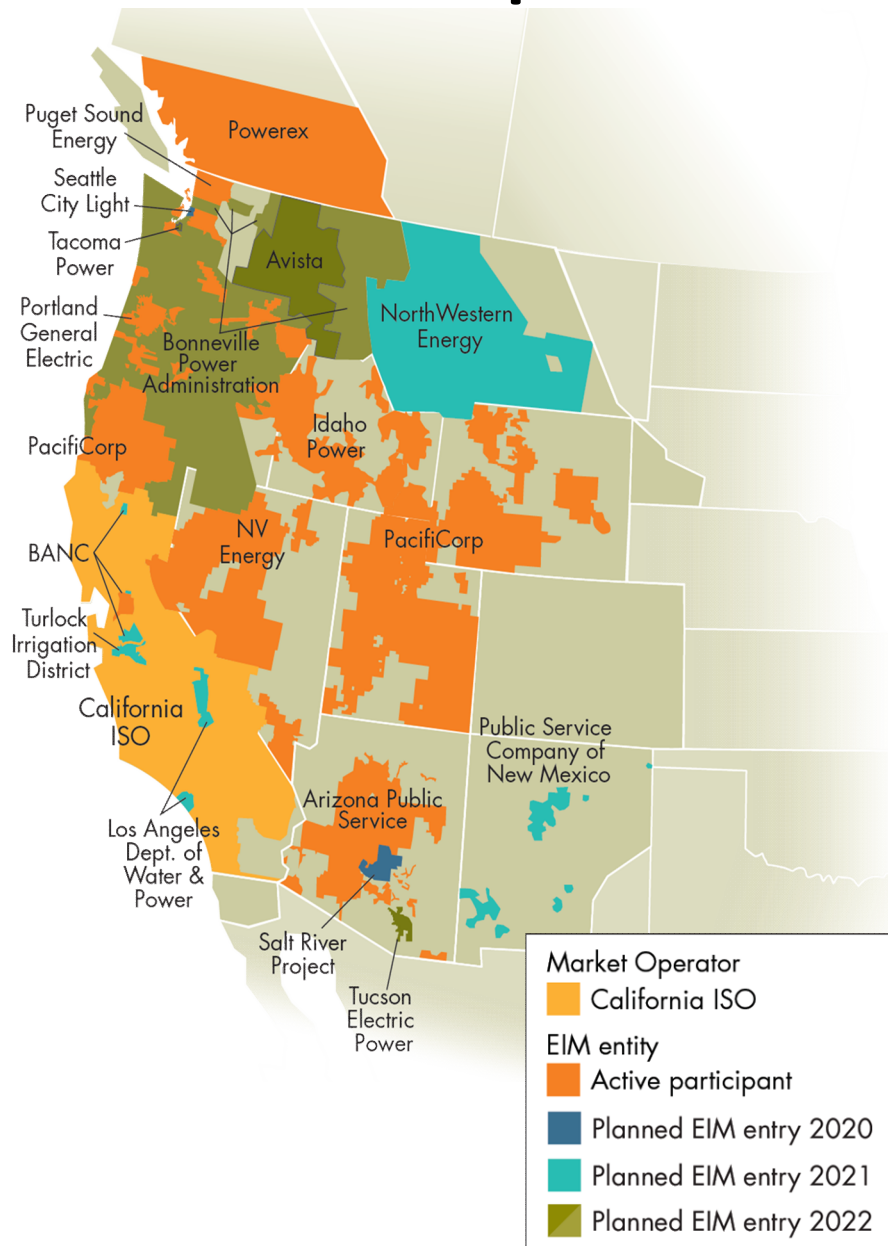 Powerex
Puget Sound
Energy
Seattle
City Light
Tacoma
Power
Avista
Portland
General
Electric
NorthWestern
Energy
Bonneville
Power
Administration
Idaho
Power
PacifiCorp
NV
Energy
PacifiCorp
BANC
Turlock
Irrigation
District
California
ISO
Public Service
Company of
New Mexico
Arizona Public
Service
Los Angeles
Dept. of
Water &
Power
Salt River
Project
Tucson
Electric
Power
Market Operator
California ISO
EIM entity
Active participant
Planned EIM entry 2020
Planned EIM entry 2021
Planned EIM entry 2022